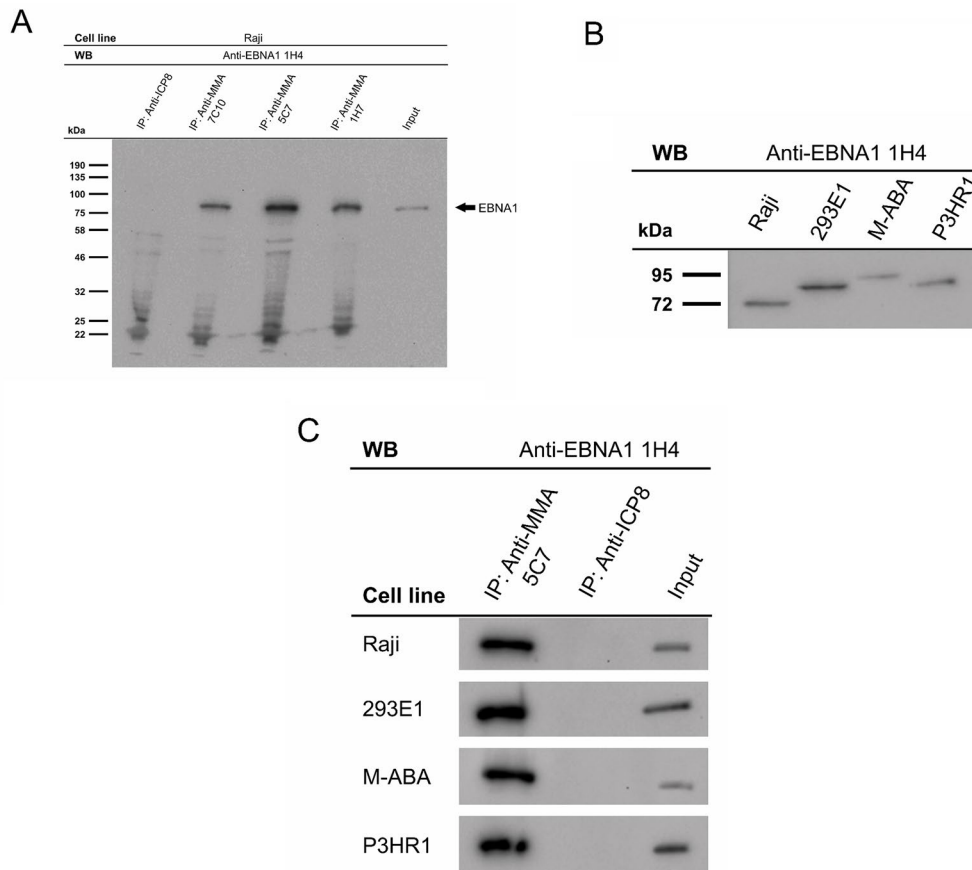 A
Cell line Raji
WB Anti-EBNA1 1H4
IP: Anti-ICP8
IP: Anti-MMA
7C10
IP: Anti-MMA
5C7
IP: Anti-MMA
1H7
Input
kDa
190
135
100
75
58
46
32
25
22
EBNA1
B
WB Anti-EBNA1 1H4
kDa
Raji
293E1
M-ABA
P3HR1
95
72
C
WB Anti-EBNA1 1H4
Cell line
IP: Anti-MMA
5C7
IP: Anti-ICP8
Input
Raji
293E1
M-ABA
P3HR1